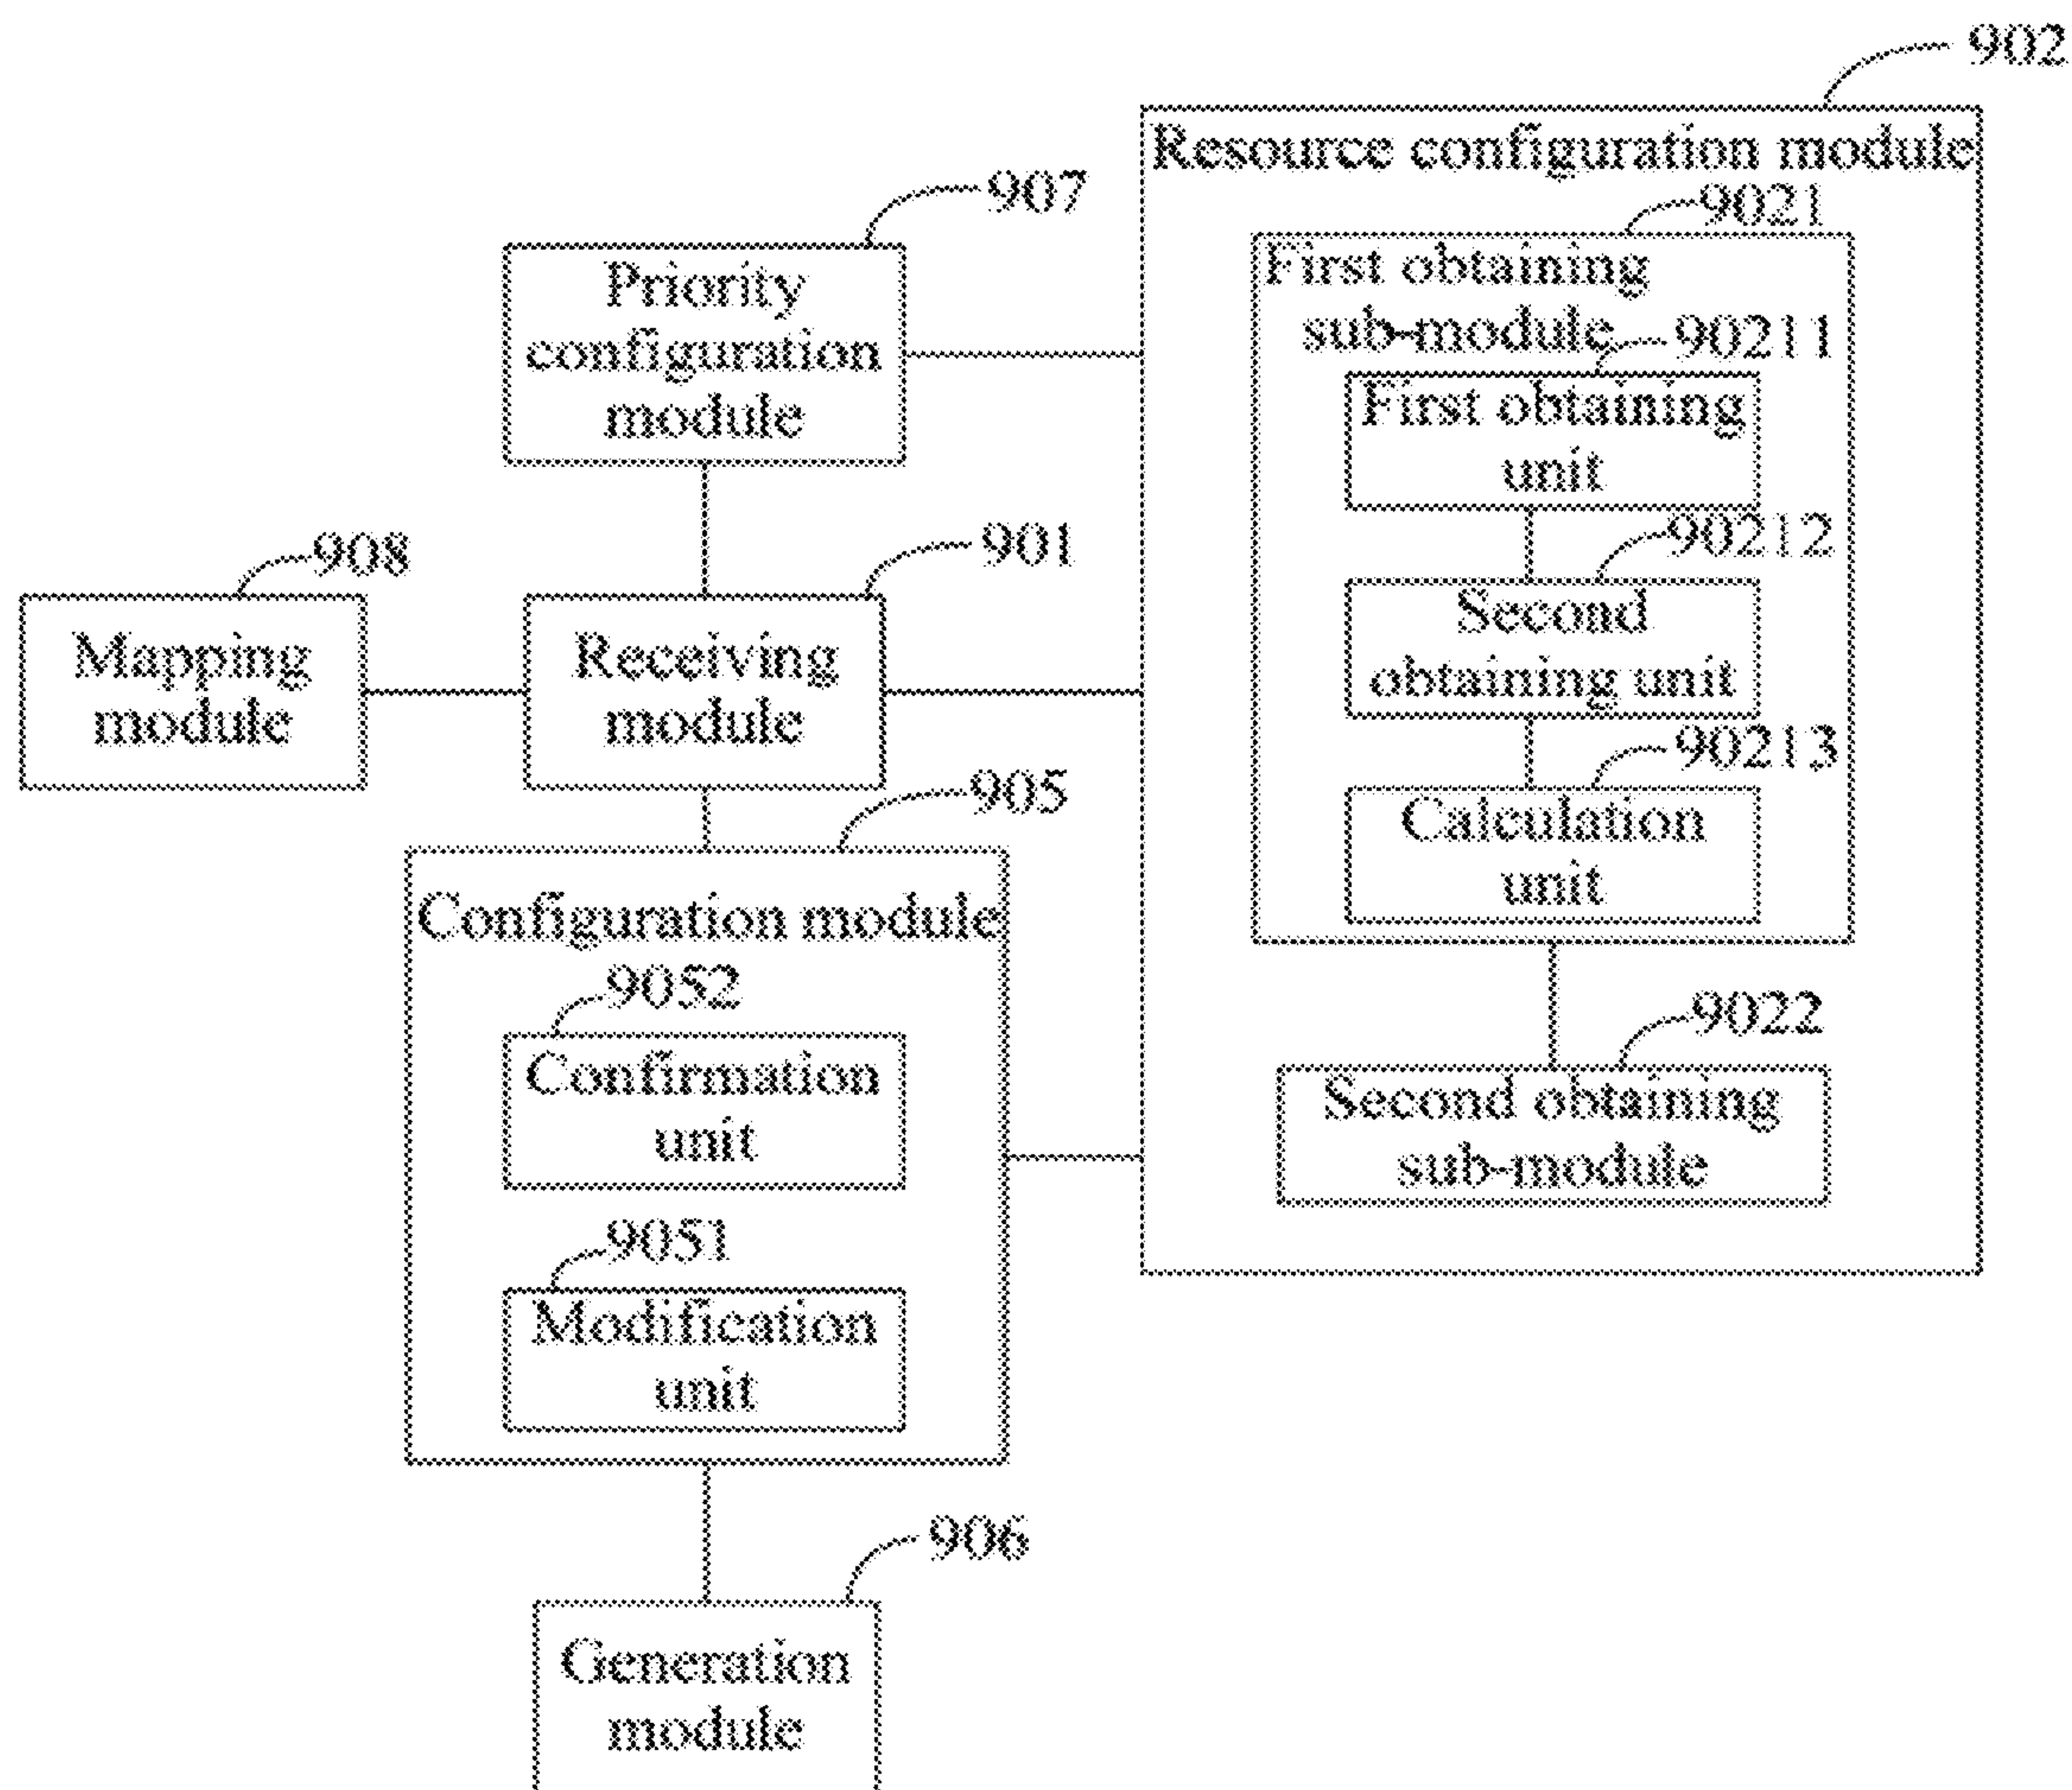 902
Resource configuration module
907
9021
Priority
configuration
module
First obtaining
sub-module
90211
First obtaining
unit
908
901
90212
Mapping
module
Receiving
module
Second
obtaining unit
90213
905
Calculation
unit
Configuration module
9052
9022
Confirmation
unit
Second obtaining
sub-module
9051
Modification
unit
906
Generation
module